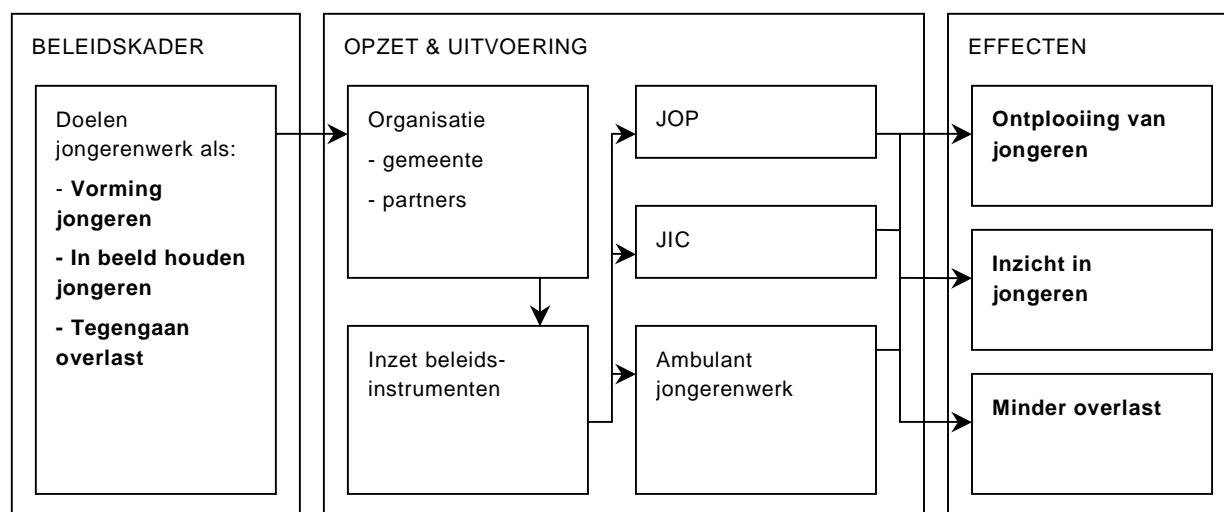 BELEIDSKADER
Doelen
jongerenwerk als:
- Vorming
jongeren
- In beeld houden
jongeren
- Tegengaan
overlast
OPZET & UITVOERING
Organisatie
- gemeente
- partners
Inzet beleids-
instrumenten
JOP
JIC
Ambulant
jongerenwerk
EFFECTEN
Ontplooiing van
jongeren
Inzicht in
jongeren
Minder overlast